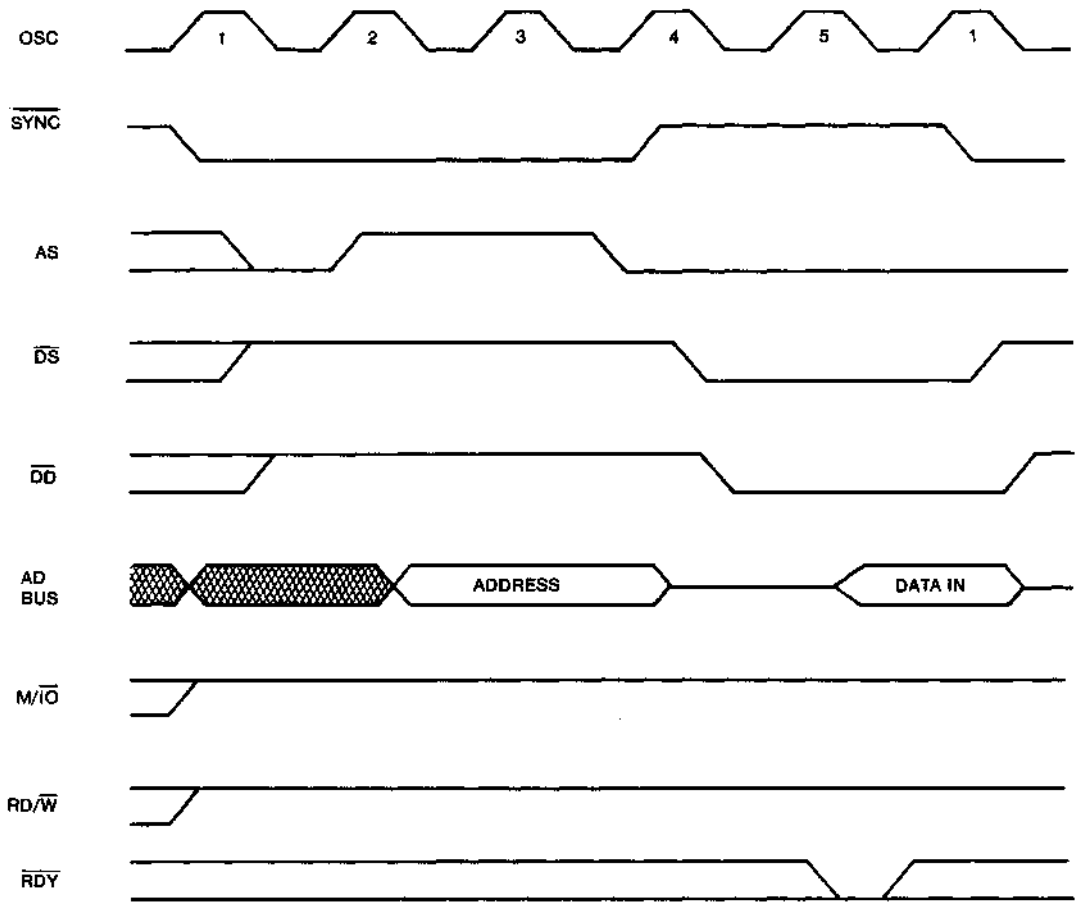 OSC
1 2 3 4 5 1
SYNC
AS
DS
DD
AD
BUS
ADDRESS
DATA IN
M/IO
RD/W
RDY